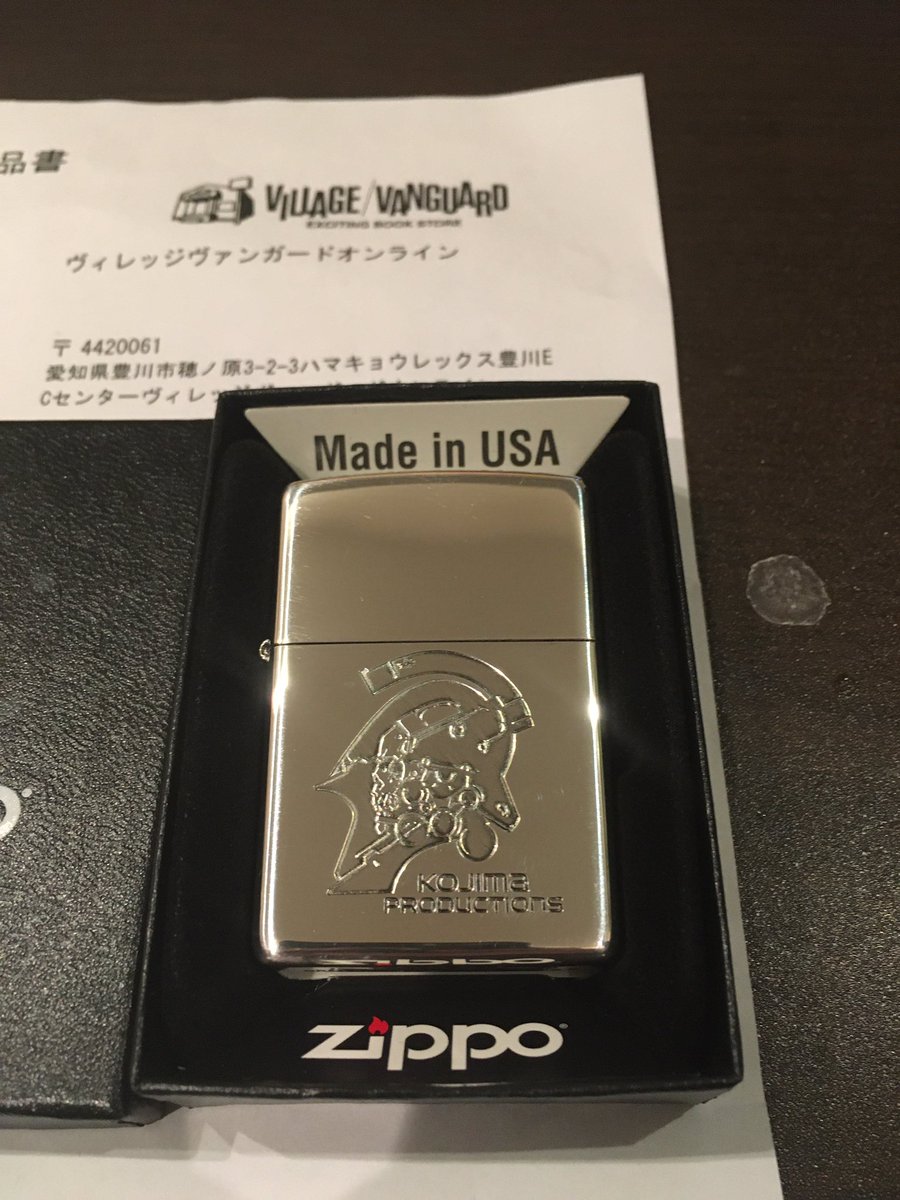 品書
VILLAGE/VANGUARD
EXCITING BOOK STORE
ヴィレッジヴァンガードオンライン
〒 4420061
愛知県豊川市穂ノ原3-2-3ハマキョウレックス豊川E
Cセンターヴィレッ
Made in USA
KOJIMA
PRODUCTIONS
zippo
zippo